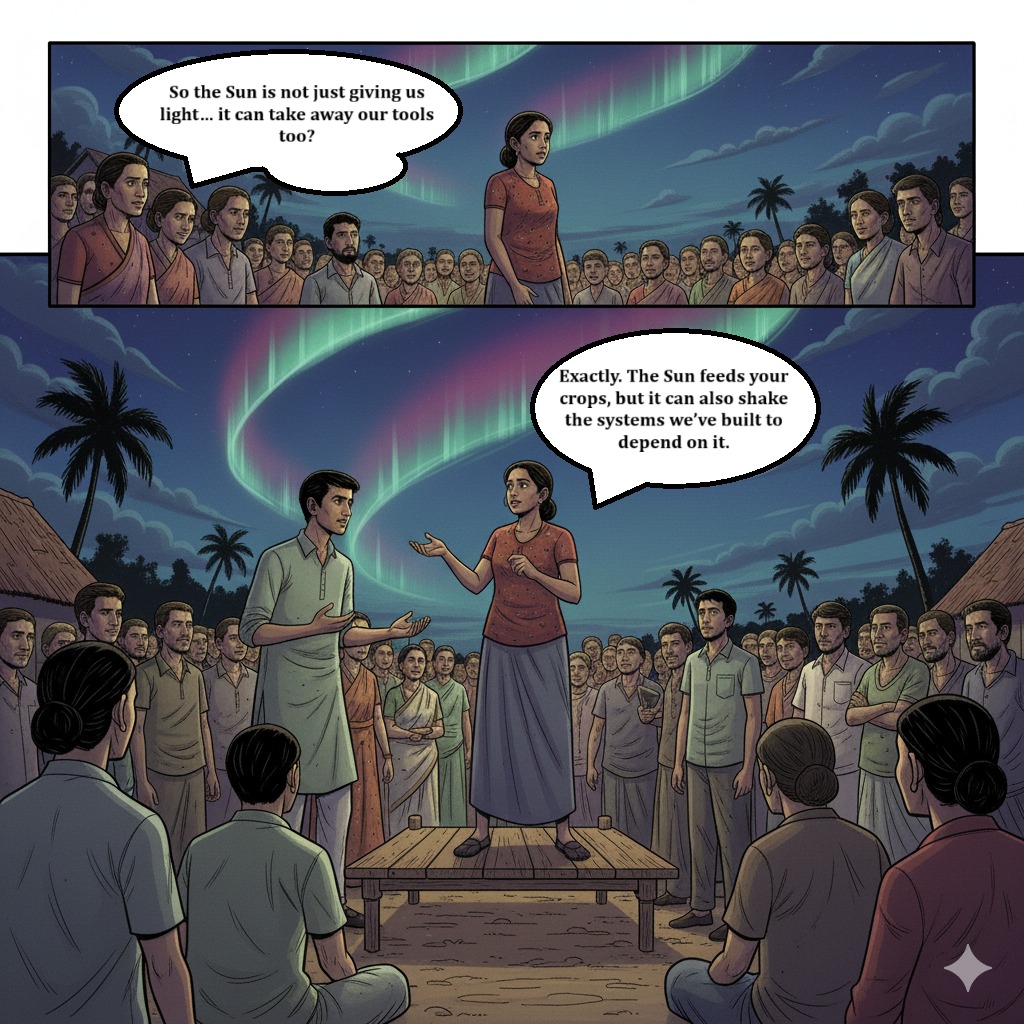 So the Sun is not just giving us
light... it can take away our tools
too?
Exactly. The Sun feeds your
crops, but it can also shake
the systems we've built to
depend on it.